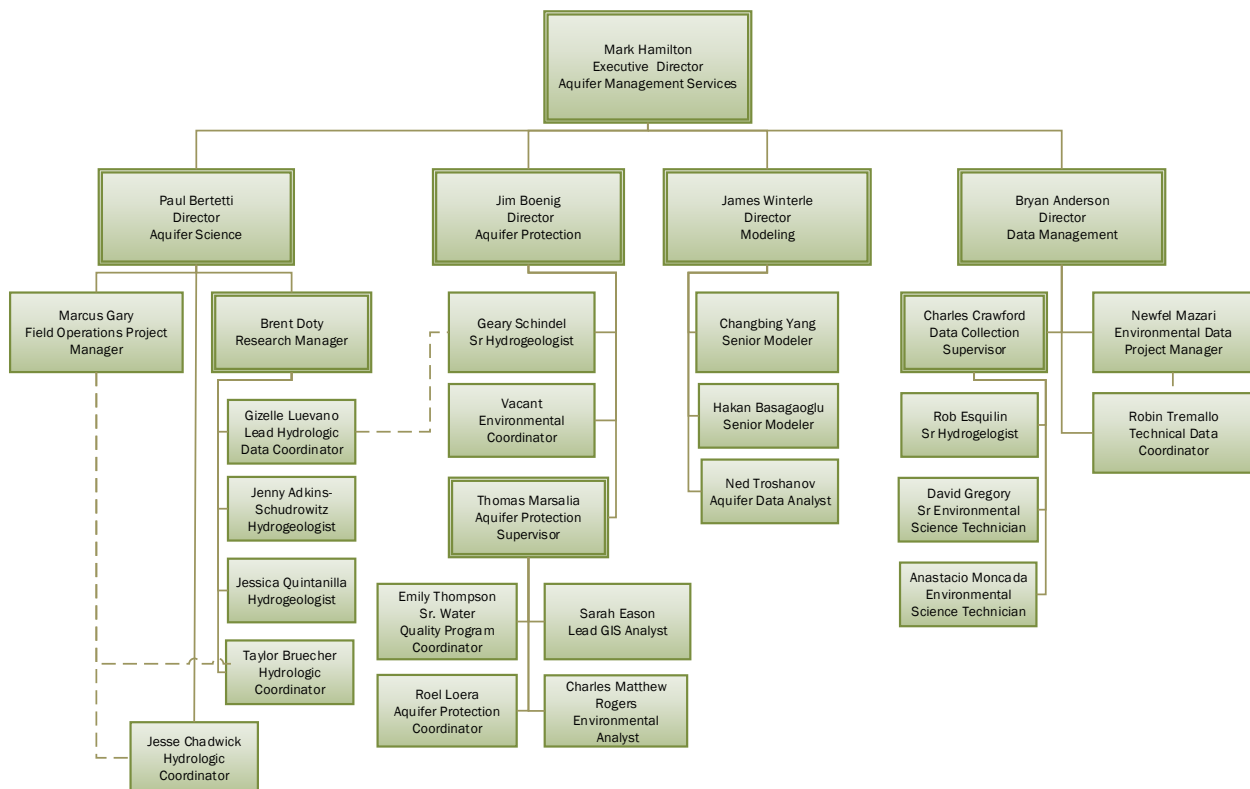 Mark Hamilton
Executive Director
Aquifer Management Services
Paul Bertetti
Director
Aquifer Science
Jim Boenig
Director
Aquifer Protection
James Winterle
Director
Modeling
Bryan Anderson
Director
Data Management
Marcus Gary
Field Operations Project
Manager
Brent Doty
Research Manager
Gizelle Luevano
Lead Hydrologic
Data Coordinator
Jenny Adkins-
Schudrowitz
Hydrogeologist
Jessica Quintanilla
Hydrogeologist
Taylor Bruecher
Hydrologic
Coordinator
Jesse Chadwick
Hydrologic
Coordinator
Geary Schindel
Sr Hydrogeologist
Vacant
Environmental
Coordinator
Thomas Marsalia
Aquifer Protection
Supervisor
Emily Thompson
Sr. Water
Quality Program
Coordinator
Sarah Eason
Lead GIS Analyst
Roel Loera
Aquifer Protection
Coordinator
Charles Matthew
Rogers
Environmental
Analyst
Changbing Yang
Senior Modeler
Hakan Basagaoglu
Senior Modeler
Ned Troshanov
Aquifer Data Analyst
Charles Crawford
Data Collection
Supervisor
Newfel Mazari
Environmental Data
Project Manager
Rob Esquilin
Sr Hydrogelogist
Robin Tremallo
Technical Data
Coordinator
David Gregory
Sr Environmental
Science Technician
Anastacio Moncada
Environmental
Science Technician